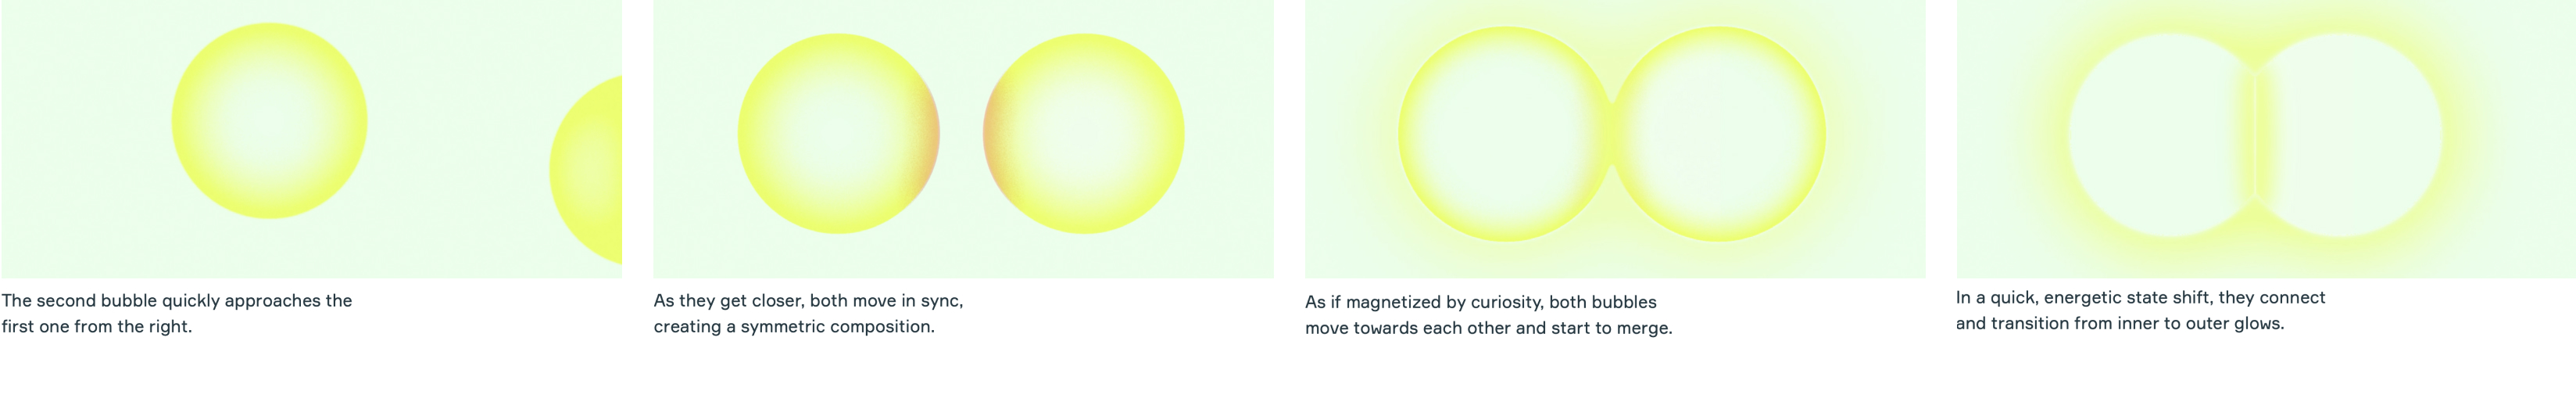 The second bubble quickly approaches the
first one from the right.
As they get closer, both move in sync,
creating a symmetric composition.
As if magnetized by curiosity, both bubbles
move towards each other and start to merge.
In a quick, energetic state shift, they connect
and transition from inner to outer glows.